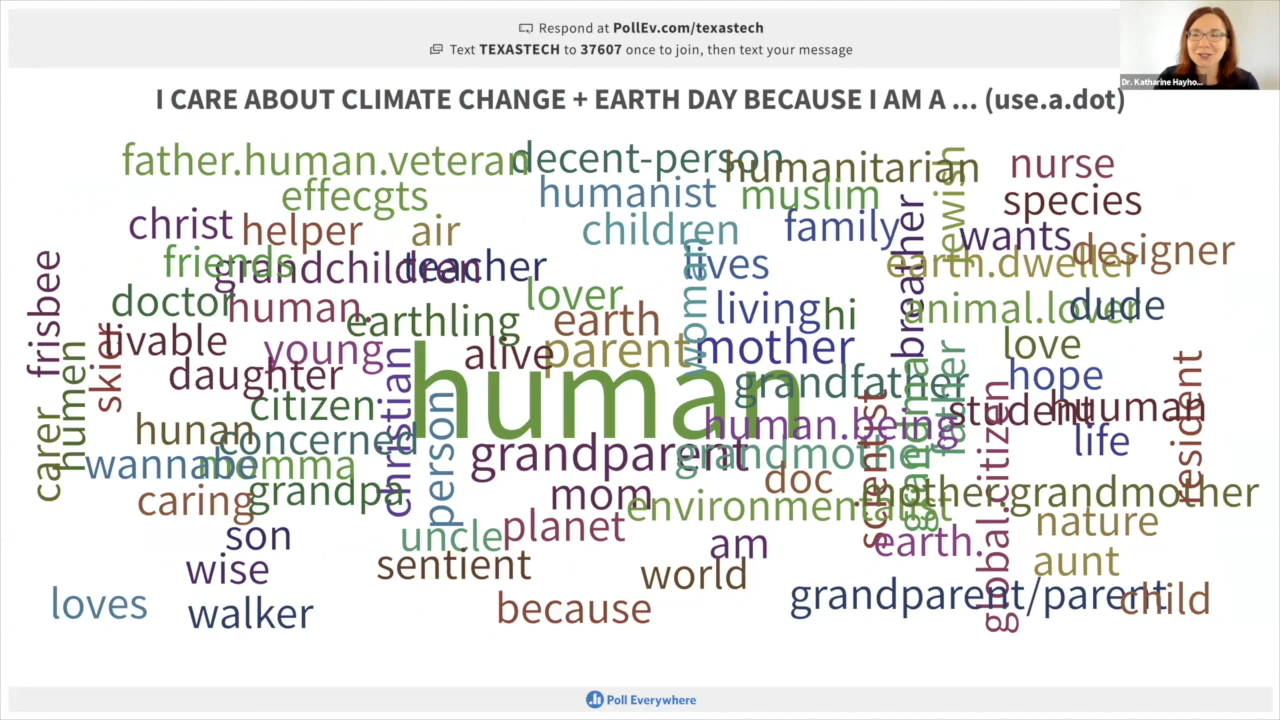 Respond at PollEv.com/texastech
Text TEXASTECH to 37607 once to join, then text your message
Dr. Katharine Hayho...
I CARE ABOUT CLIMATE CHANGE + EARTH DAY BECAUSE I AM A ... (use.a.dot)
father.human.veteran
decent-person
humanitarian
jewish
nurse
effecgts
humanist
muslim
species
christ
helper
air
children
family
breather
wants
designer
friends
grandchildren
teacher
woman
lives
earth.dweller
frisbee
doctor
human.
lover
living
hi
animal.lover
dude
earthling
earth
livable
skier
young
alive
parent
mother
love
humen
daughter
christian
human
grandfather
father
hope
resident
citizen
person
student
huuman
hunan
concerned
human.being
scientist
grandma
global.citizen
life
carer
wannabe
momma
grandparent
grandmother
caring
grandpa
mom
doc
environmentalist
mother.grandmother
son
uncle
planet
am
earth.
nature
wise
sentient
world
aunt
loves
walker
because
grandparent/parent
child
Poll Everywhere